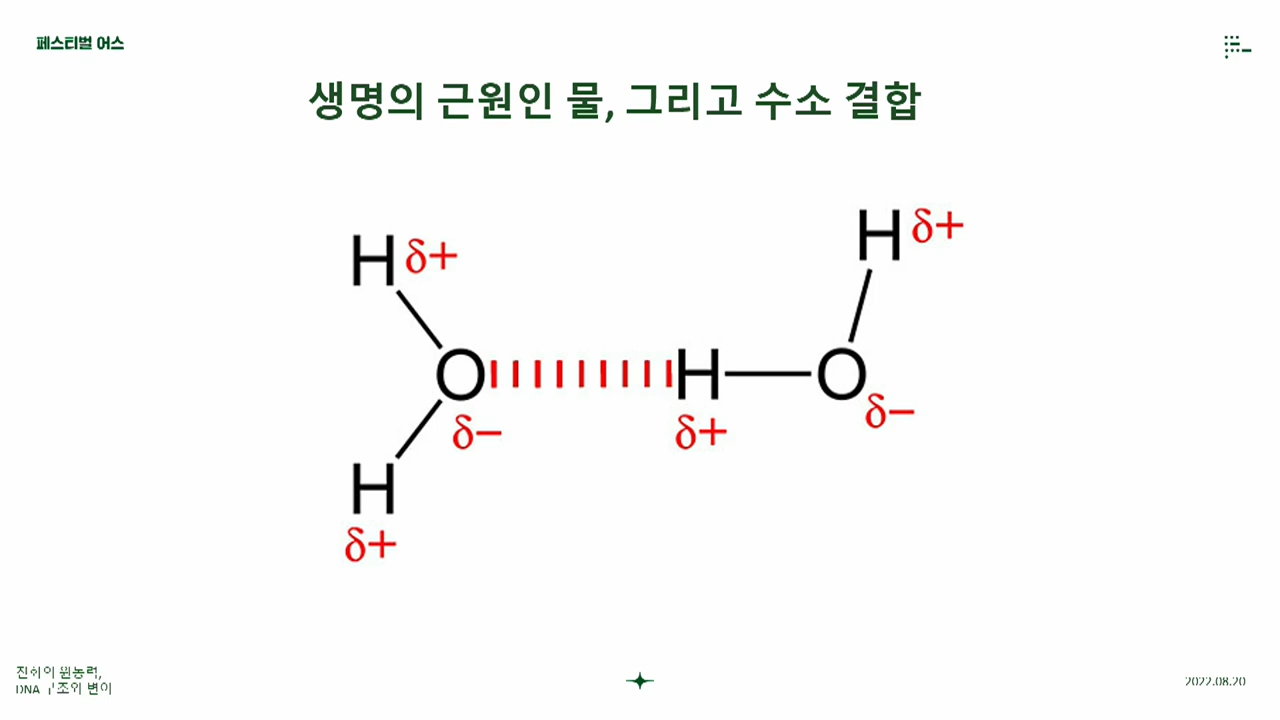 페스티벌 어스
생명의 근원인 물, 그리고 수소 결합
H δ+
H δ+
O H O
δ− δ+ δ−
H
δ+
진화의 원동력,
DNA 구조와 변이
2022.08.20